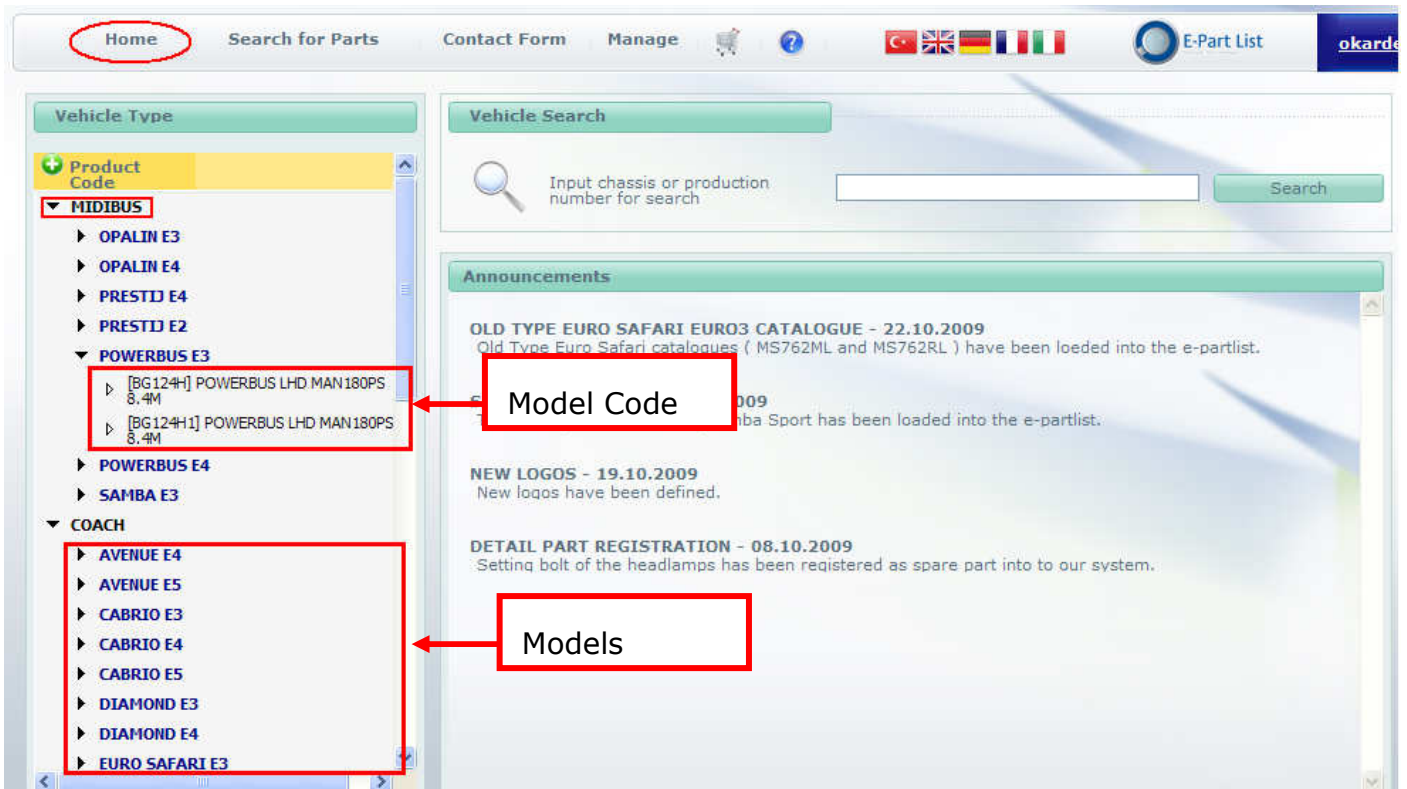 Home Search for Parts Contact Form Manage E-Part List okarde
Vehicle Type
Product
Code
MIDIBUS
OPALIN E3
OPALIN E4
PRESTIJ E4
PRESTIJ E2
POWERBUS E3
[BG124H] POWERBUS LHD MAN180PS
8.4M
[BG124H1] POWERBUS LHD MAN180PS
8.4M
POWERBUS E4
SAMBA E3
COACH
AVENUE E4
AVENUE E5
CABRIO E3
CABRIO E4
CABRIO E5
DIAMOND E3
DIAMOND E4
EURO SAFARI E3
Vehicle Search
Input chassis or production
number for search
Search
Announcements
OLD TYPE EURO SAFARI EURO3 CATALOGUE - 22.10.2009
Old Type Euro Safari catalogues ( MS762ML and MS762RL ) have been loeded into the e-partlist.
Model Code
009
Sport has been loaded into the e-partlist.
NEW LOGOS - 19.10.2009
New logos have been defined.
DETAIL PART REGISTRATION - 08.10.2009
Setting bolt of the headlamps has been registered as spare part into to our system.
Models